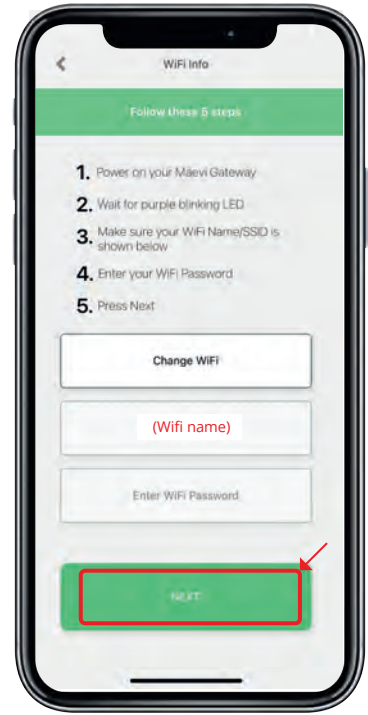 WiFi Info
Follow these 5 steps
1. Power on your Maevi Gateway
2. Wait for purple blinking LED
3. Make sure your WiFi Name/SSID is
shown below
4. Enter your WiFi Password
5. Press Next
Change WiFi
(Wifi name)
Enter WiFi Password
NEXT